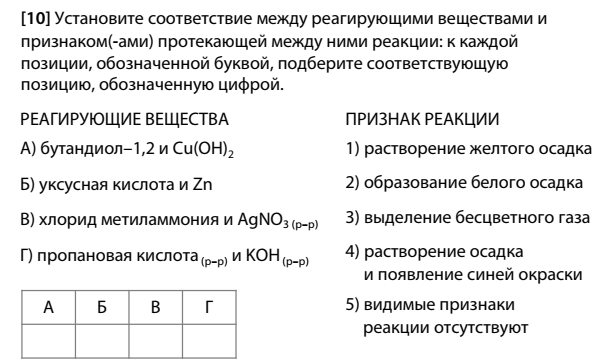 [10] Установите соответствие между реагирующими веществами и
признаком(-ами) протекающей между ними реакции: к каждой
позиции, обозначенной буквой, подберите соответствующую
позицию, обозначенную цифрой.
РЕАГИРУЮЩИЕ ВЕЩЕСТВА
А) бутандиол–1,2 и Cu(OH)₂
Б) уксусная кислота и Zn
В) хлорид метиламмония и AgNO₃ (р–р)
Г) пропановая кислота (р–р) и KOH (р–р)
ПРИЗНАК РЕАКЦИИ
1) растворение желтого осадка
2) образование белого осадка
3) выделение бесцветного газа
4) растворение осадка
и появление синей окраски
5) видимые признаки
реакции отсутствуют
А Б В Г